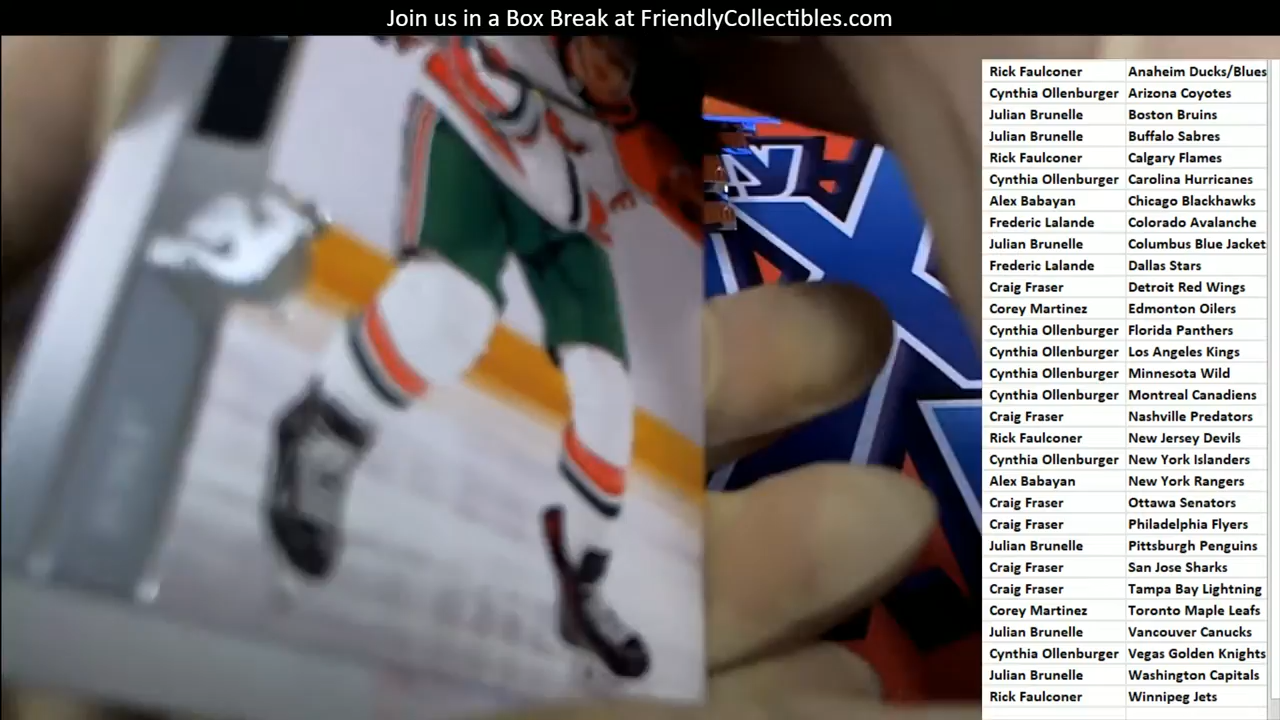 Join us in a Box Break at FriendlyCollectibles.com
Rick Faulconer Anaheim Ducks/Blues
Cynthia Ollenburger Arizona Coyotes
Julian Brunelle Boston Bruins
Julian Brunelle Buffalo Sabres
Rick Faulconer Calgary Flames
Cynthia Ollenburger Carolina Hurricanes
Alex Babayan Chicago Blackhawks
Frederic Lalande Colorado Avalanche
Julian Brunelle Columbus Blue Jacket
Frederic Lalande Dallas Stars
Craig Fraser Detroit Red Wings
Corey Martinez Edmonton Oilers
Cynthia Ollenburger Florida Panthers
Cynthia Ollenburger Los Angeles Kings
Cynthia Ollenburger Minnesota Wild
Cynthia Ollenburger Montreal Canadiens
Craig Fraser Nashville Predators
Rick Faulconer New Jersey Devils
Cynthia Ollenburger New York Islanders
Alex Babayan New York Rangers
Craig Fraser Ottawa Senators
Craig Fraser Philadelphia Flyers
Julian Brunelle Pittsburgh Penguins
Craig Fraser San Jose Sharks
Craig Fraser Tampa Bay Lightning
Corey Martinez Toronto Maple Leafs
Julian Brunelle Vancouver Canucks
Cynthia Ollenburger Vegas Golden Knights
Julian Brunelle Washington Capitals
Rick Faulconer Winnipeg Jets